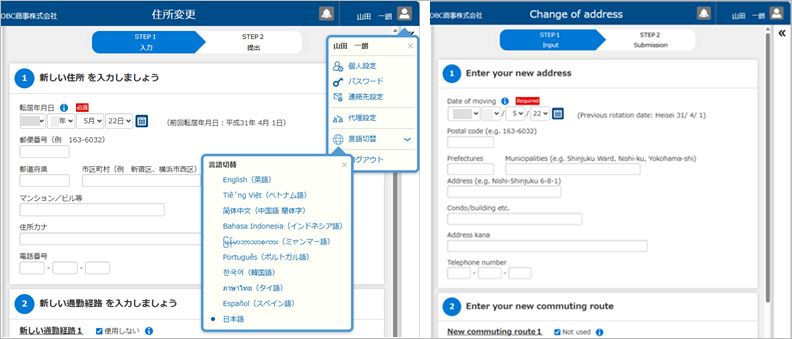 OBC商事株式会社
住所変更
山田　一朗
STEP 1
入力
STEP 2
提出
«
1 新しい住所 を入力しましょう
転居年月日 必須
年 5月 22日 (前回転居年月日：平成31年 4月 1日)
郵便番号（例　163-6032）
都道府県 市区町村（例　新宿区、横浜市西区）
マンション／ビル等
住所カナ
電話番号
- -
2 新しい通勤経路 を入力しましょう
新しい通勤経路１ 使用しない
山田　一朗 ×
個人設定
パスワード
連絡先設定
代理設定
言語切替
グアウト
言語切替 ×
English（英語）
Tiếng Việt（ベトナム語）
简体中文（中国語 簡体字）
Bahasa Indonesia（インドネシア語）
မြန်မာဘာသာစကား（ミャンマー語）
Português（ポルトガル語）
한국어（韓国語）
ภาษาไทย（タイ語）
Español（スペイン語）
日本語
OBC商事株式会社
Change of address
山田　一朗
STEP 1
Input
STEP 2
Submission
«
1 Enter your new address
Date of moving Required
/ 5 / 22 (Previous rotation date: Heisei 31/ 4/ 1)
Postal code (e.g. 163-6032)
Prefectures Municipalities (e.g. Shinjuku Ward, Nishi-ku, Yokohama-shi)
Address (e.g. Nishi-Shinjuku 6-8-1)
Condo/building etc.
Address kana
Telephone number
- -
2 Enter your new commuting route
New commuting route１ Not used